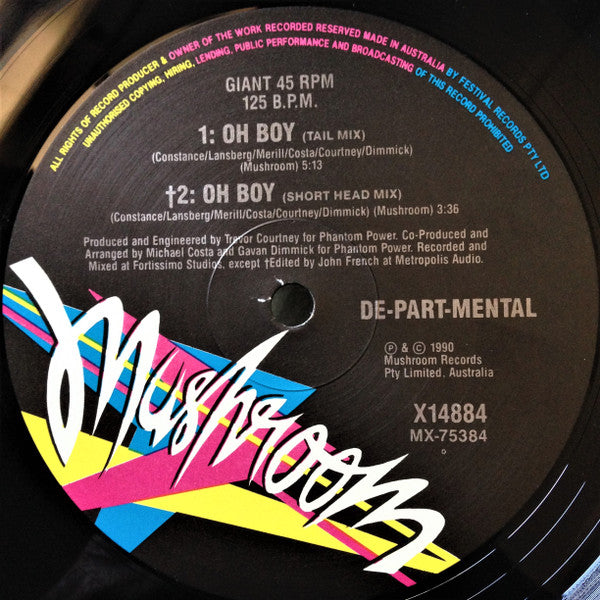 ALL RIGHTS OF RECORD PRODUCER & OWNER OF THE WORK RECORDED RESERVED MADE IN AUSTRALIA BY FESTIVAL RECORDS PTY LTD
UNAUTHORISED COPYING, HIRING, LENDING, PUBLIC PERFORMANCE AND BROADCASTING OF THIS RECORD PROHIBITED
GIANT 45 RPM
125 B.P.M.
1: OH BOY (TAIL MIX)
(Constance/Lansberg/Merill/Costa/Courtney/Dimmick)
(Mushroom) 5:13
†2: OH BOY (SHORT HEAD MIX)
(Constance/Lansberg/Merill/Costa/Courtney/Dimmick) (Mushroom) 3:36
Produced and Engineered by Trevor Courtney for Phantom Power. Co-Produced and
Arranged by Michael Costa and Gavan Dimmick for Phantom Power. Recorded and
Mixed at Fortissimo Studios, except †Edited by John French at Metropolis Audio.
DE-PART-MENTAL
℗ & © 1990
Mushroom Records
Pty Limited, Australia
X14884
MX-75384
Mushroom